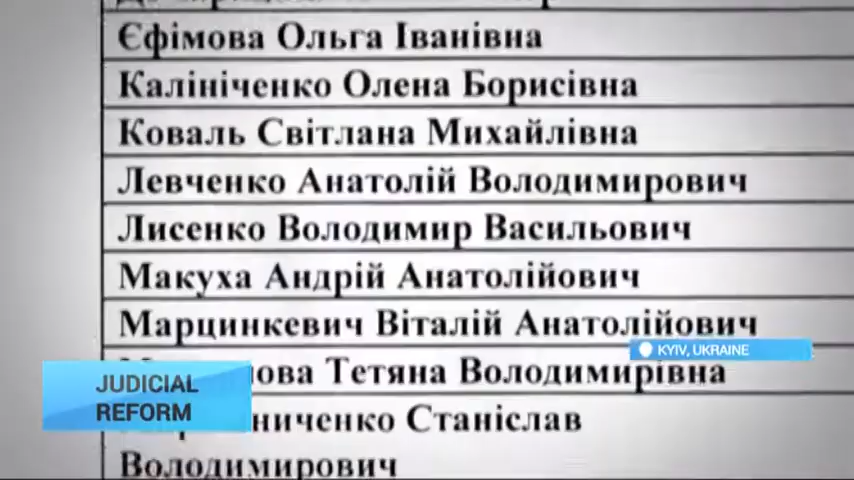 Єфімова Ольга Іванівна
Калініченко Олена Борисівна
Коваль Світлана Михайлівна
Левченко Анатолій Володимирович
Лисенко Володимир Васильович
Макуха Андрій Анатолійович
Марцинкевич Віталій Анатолійович
KYIV, UKRAINE
Тетяна Володимирівна
JUDICIAL
REFORM
Станіслав
Володимирович